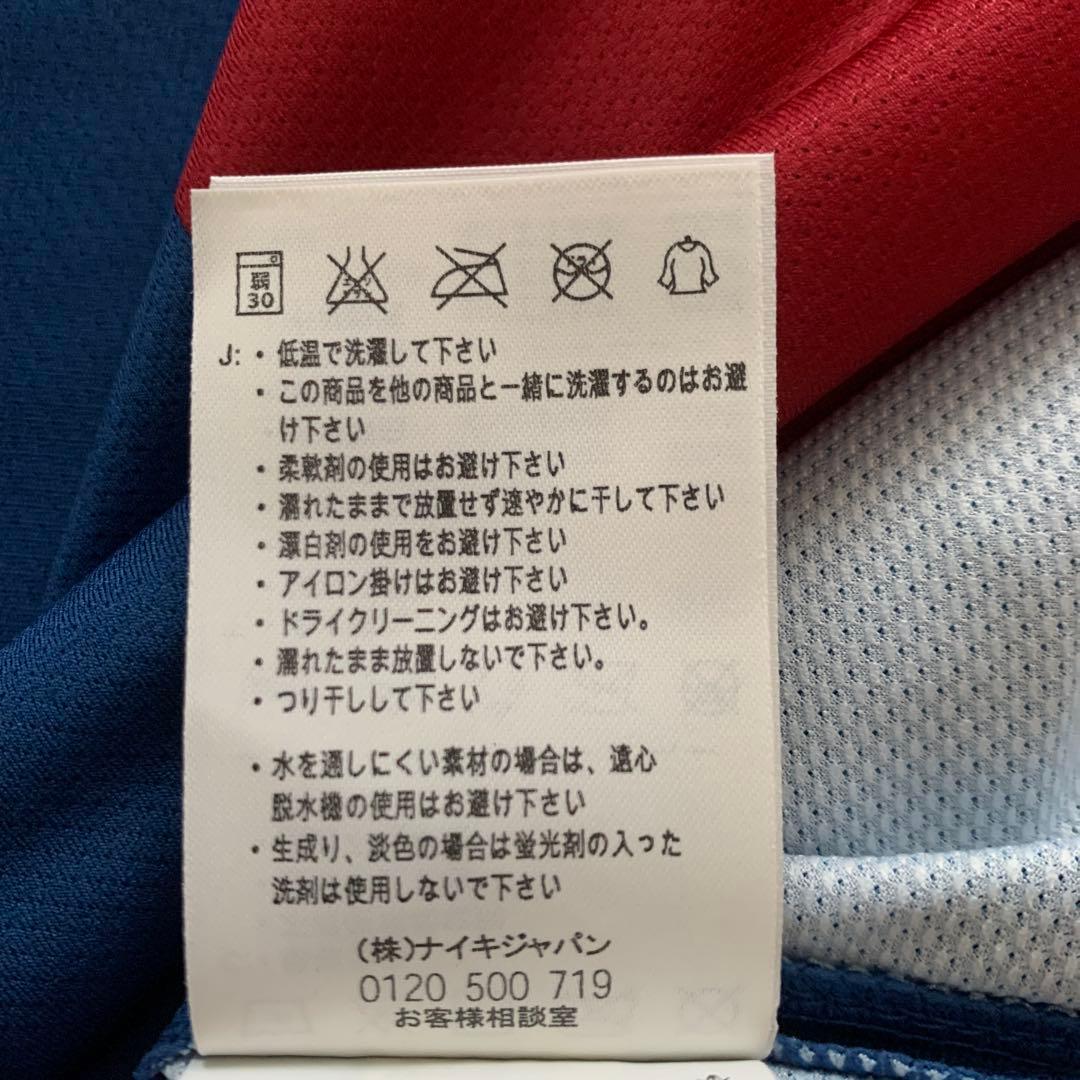 弱
30
エンソ
サラシ
ドライ
J: ・ 低温で洗濯して下さい
・ この商品を他の商品と一緒に洗濯するのはお避
け下さい
・ 柔軟剤の使用はお避け下さい
・ 濡れたままで放置せず速やかに干して下さい
・ 漂白剤の使用をお避け下さい
・ アイロン掛けはお避け下さい
・ ドライクリーニングはお避け下さい。
・ 濡れたまま放置しないで下さい。
・ つり干しして下さい
・ 水を通しにくい素材の場合は、遠心
脱水機の使用はお避け下さい
・ 生成り、淡色の場合は蛍光剤の入った
洗剤は使用しないで下さい
(株)ナイキジャパン
0120 500 719
お客様相談室